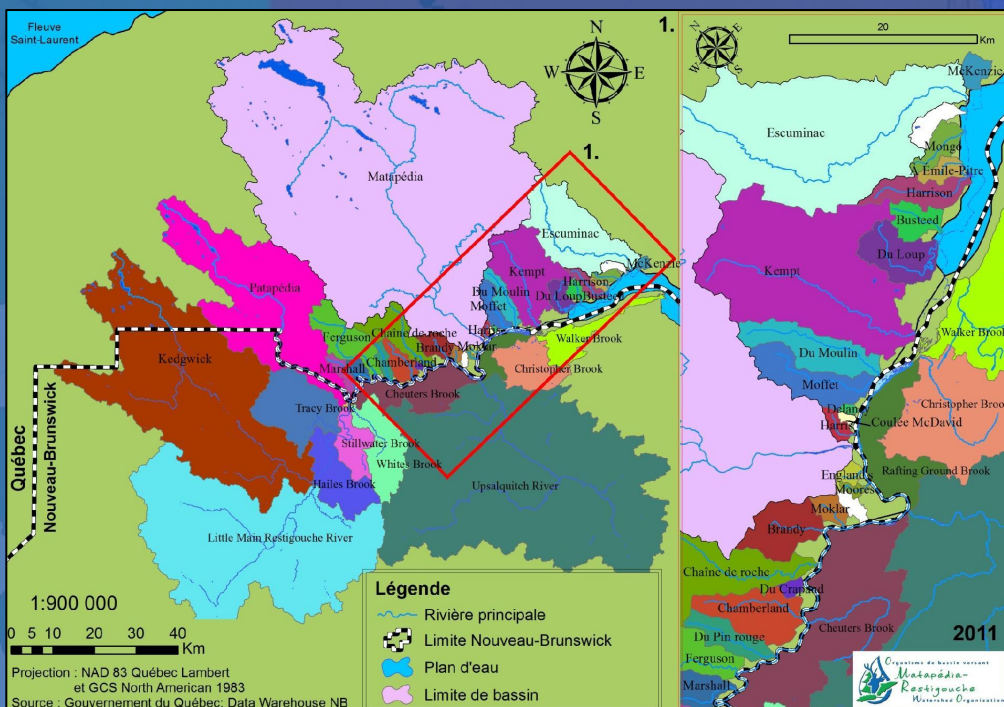 Fleuve
Saint-Laurent
N
W
E
S
1.
1.
Matapédia
Escuminac
McKenzie
Kempt
Harrison
Du Moulin
Du Loup
Busteed
Moffet
Patapédia
Ferguson
Chaîne de roche
Harris
Brandy
Moklar
Walker Brook
Marshall
Chamberland
Christopher Brook
Kedgwick
Cheuters Brook
Tracy Brook
Stillwater Brook
Whites Brook
Hailes Brook
Upsalquitch River
Little Main Restigouche River
Québec
Nouveau-Brunswick
1:900 000
0 5 10 20 30 40
Km
Projection : NAD 83 Québec Lambert
et GCS North American 1983
Source : Gouvernement du Québec; Data Warehouse NB
Légende
Rivière principale
Limite Nouveau-Brunswick
Plan d'eau
Limite de bassin
N
W
E
S
20
Km
McKenzie
Escuminac
Mongo
À Émile-Pitre
Harrison
Busteed
Du Loup
Kempt
Walker Brook
Du Moulin
Moffet
Christopher Broo
Delaney
Harris
Coulée McDavid
England's
Rafting Ground Brook
Moores
Moklar
Brandy
Chaîne de roche
Du Crapaud
Chamberland
Cheuters Brook
Du Pin rouge
Ferguson
Marshall
2011
Organisme de bassin versant
Matapédia-
Restigouche
Watershed Organization